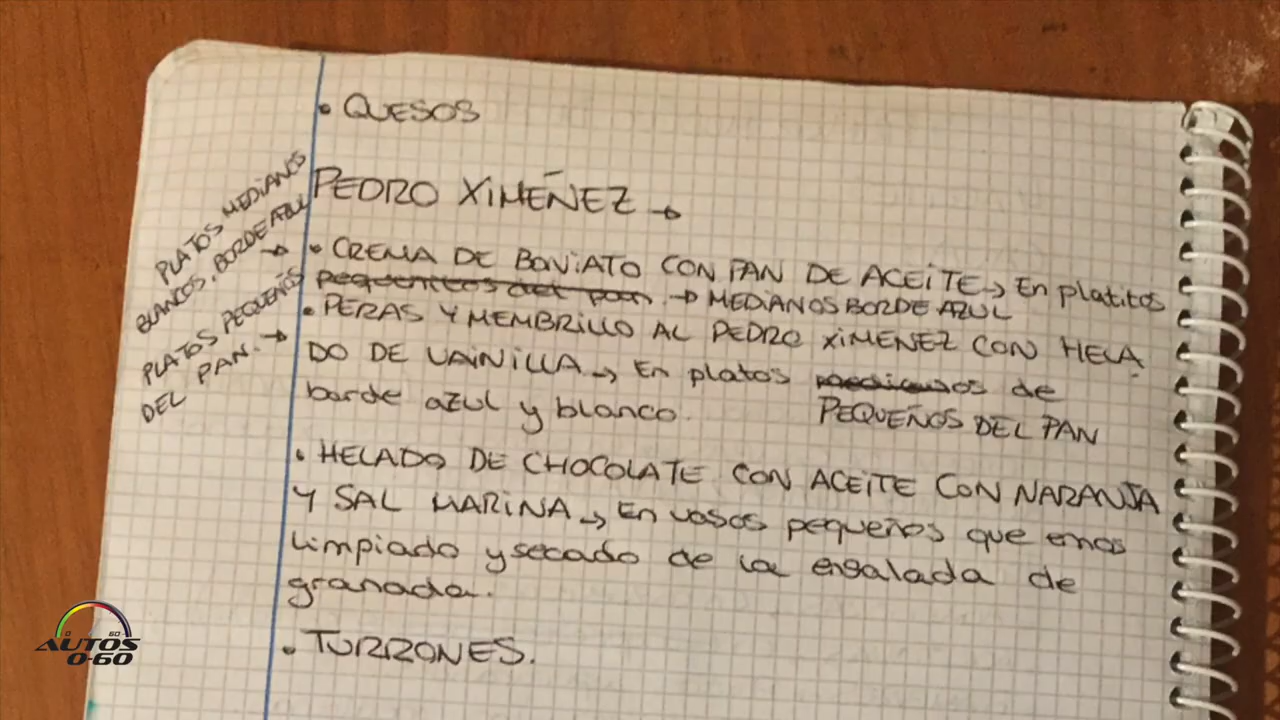 • QUESOS
PEDRO XIMÉÑEZ →
PLATOS MEDIANOS
BLANCOS. BORDE AZUL →
PLATOS PEQUEÑOS
DEL PAN. →
• CREMA DE BONIATO CON PAN DE ACEITE → En platitos
pequeñitos del pan. → MEDIANOS BORDE AZUL
• PERAS Y MEMBRILLO AL PEDRO XIMENEZ CON HELA
DO DE VAINILLA → En platos medianos de
borde azul y blanco. PEQUEÑOS DEL PAN
• HELADO DE CHOCOLATE CON ACEITE CON NARANJA
Y SAL MARINA → En vasos pequeños que emos
limpiado y secado de la ensalada de
granada.
• TURRONES.
0 60
AUTOS
0-60